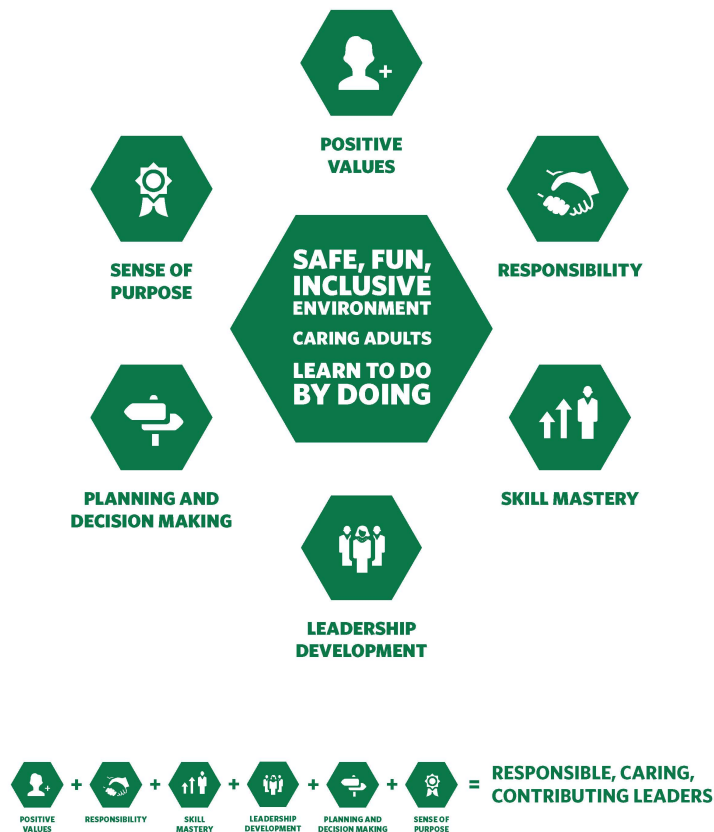 POSITIVE
VALUES
SENSE OF
PURPOSE
RESPONSIBILITY
SAFE, FUN,
INCLUSIVE
ENVIRONMENT
CARING ADULTS
LEARN TO DO
BY DOING
PLANNING AND
DECISION MAKING
SKILL MASTERY
LEADERSHIP
DEVELOPMENT
POSITIVE
VALUES
+
RESPONSIBILITY
+
SKILL
MASTERY
+
LEADERSHIP
DEVELOPMENT
+
PLANNING AND
DECISION MAKING
+
SENSE OF
PURPOSE
=
RESPONSIBLE, CARING,
CONTRIBUTING LEADERS